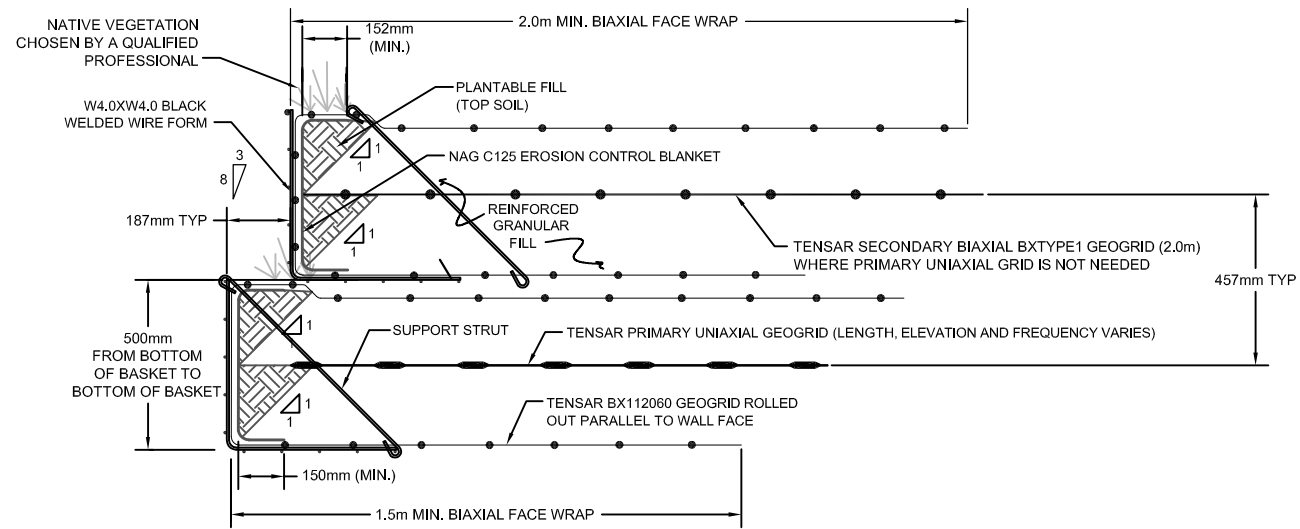 NATIVE VEGETATION
CHOSEN BY A QUALIFIED
PROFESSIONAL
2.0m MIN. BIAXIAL FACE WRAP
152mm
(MIN.)
PLANTABLE FILL
(TOP SOIL)
W4.0XW4.0 BLACK
WELDED WIRE FORM
1
1
NAG C125 EROSION CONTROL BLANKET
3
8
187mm TYP
REINFORCED
GRANULAR
FILL
1
1
TENSAR SECONDARY BIAXIAL BXTYPE1 GEOGRID (2.0m)
WHERE PRIMARY UNIAXIAL GRID IS NOT NEEDED
457mm TYP
500mm
FROM BOTTOM
OF BASKET TO
BOTTOM OF BASKET
1
1
SUPPORT STRUT
TENSAR PRIMARY UNIAXIAL GEOGRID (LENGTH, ELEVATION AND FREQUENCY VARIES)
1
1
TENSAR BX112060 GEOGRID ROLLED
OUT PARALLEL TO WALL FACE
150mm (MIN.)
1.5m MIN. BIAXIAL FACE WRAP